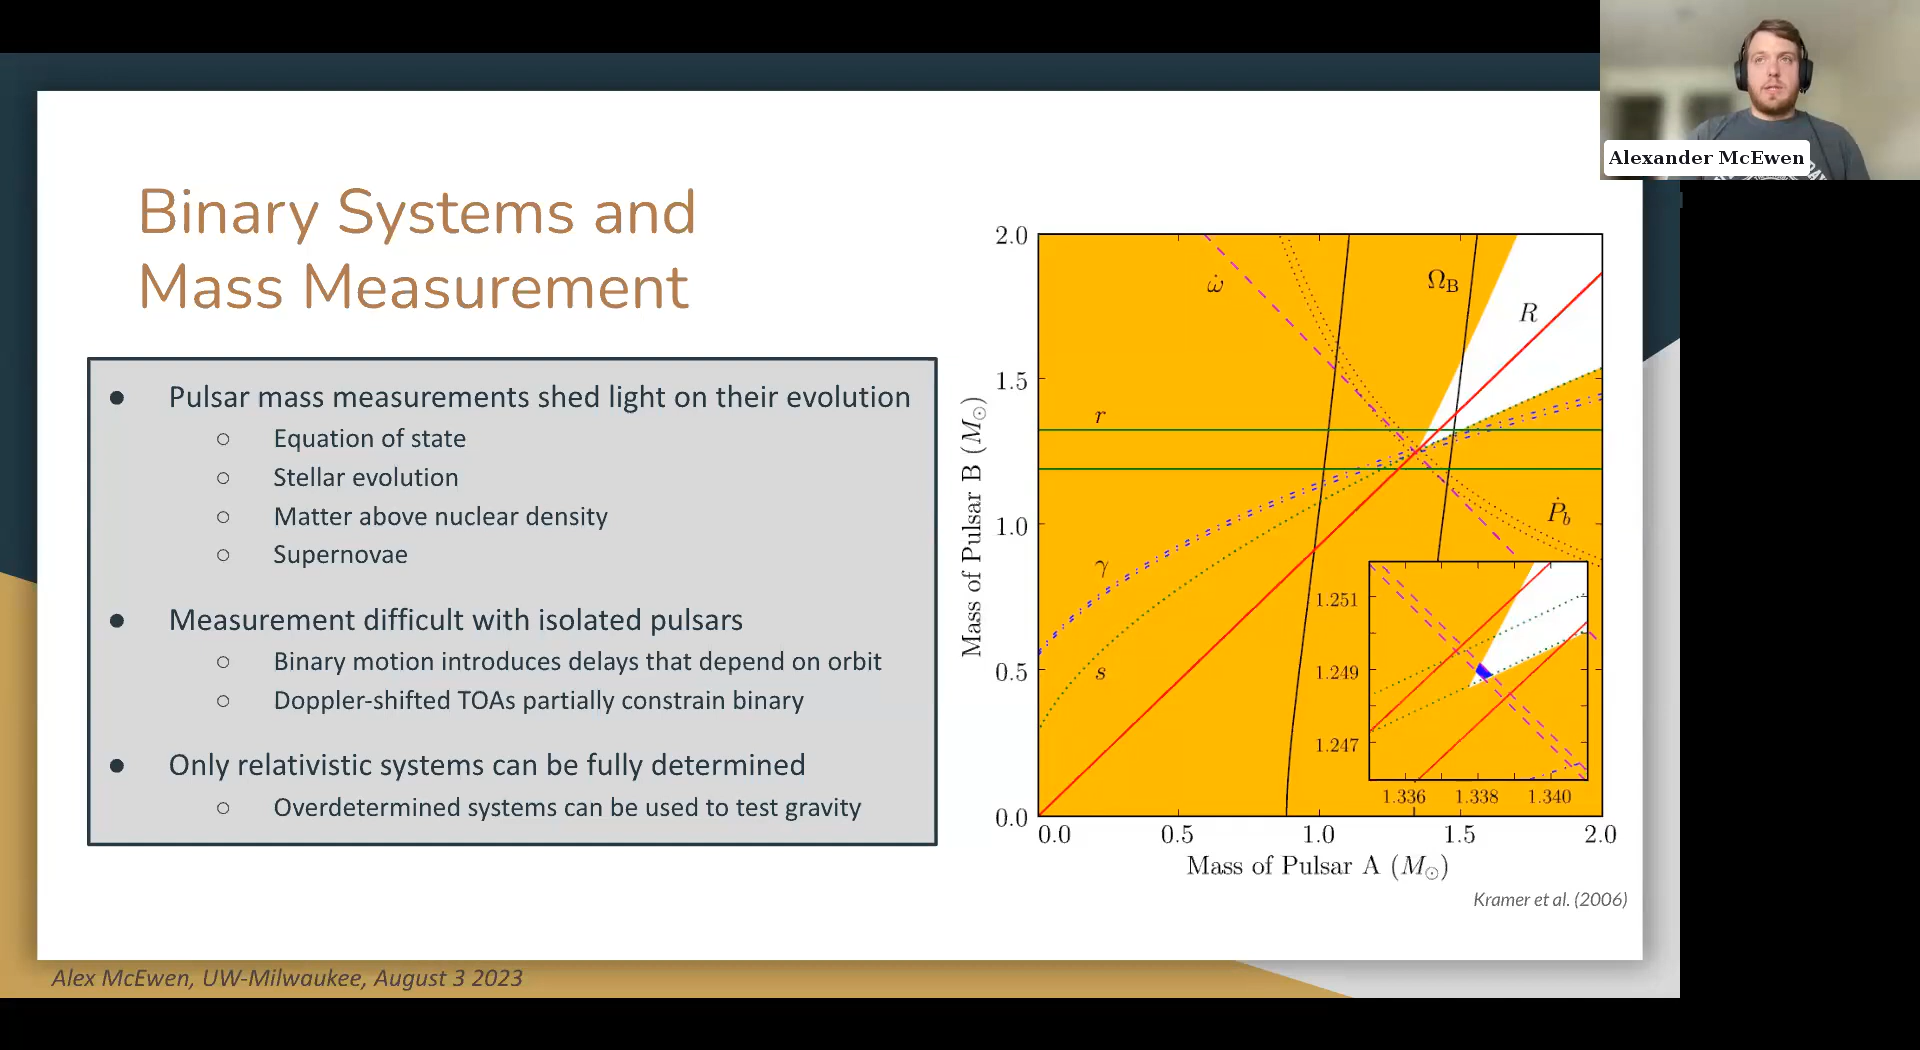 Alexander McEwen
Binary Systems and
Mass Measurement
● Pulsar mass measurements shed light on their evolution
○ Equation of state
○ Stellar evolution
○ Matter above nuclear density
○ Supernovae
● Measurement difficult with isolated pulsars
○ Binary motion introduces delays that depend on orbit
○ Doppler-shifted TOAs partially constrain binary
● Only relativistic systems can be fully determined
○ Overdetermined systems can be used to test gravity
2.0
1.5
1.0
0.5
0.0
Mass of Pulsar B (M⊙)
ω̇
Ω_B
R
r
Ṗ_b
γ
s
1.251
1.249
1.247
1.336 1.338 1.340
0.0 0.5 1.0 1.5 2.0
Mass of Pulsar A (M⊙)
Kramer et al. (2006)
Alex McEwen, UW-Milwaukee, August 3 2023